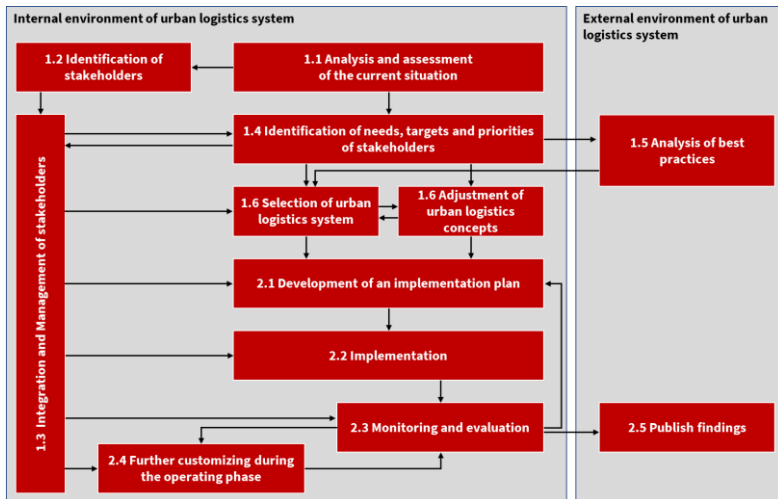 Internal environment of urban logistics system
External environment of urban
logistics system
1.2 Identification of
stakeholders
1.1 Analysis and assessment
of the current situation
1.3 Integration and Management of stakeholders
1.4 Identification of needs, targets and priorities
of stakeholders
1.5 Analysis of best
practices
1.6 Selection of urban
logistics system
1.6 Adjustment of
urban logistics
concepts
2.1 Development of an implementation plan
2.2 Implementation
2.3 Monitoring and evaluation
2.5 Publish findings
2.4 Further customizing during
the operating phase